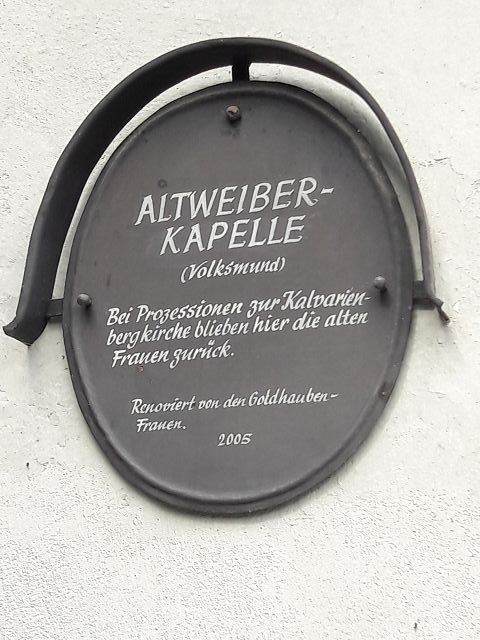 ALTWEIBER-
KAPELLE
(Volksmund)
Bei Prozessionen zur Kalvarien-
bergkirche blieben hier die alten
Frauen zurück.
Renoviert von den Goldhauben-
Frauen.
2005